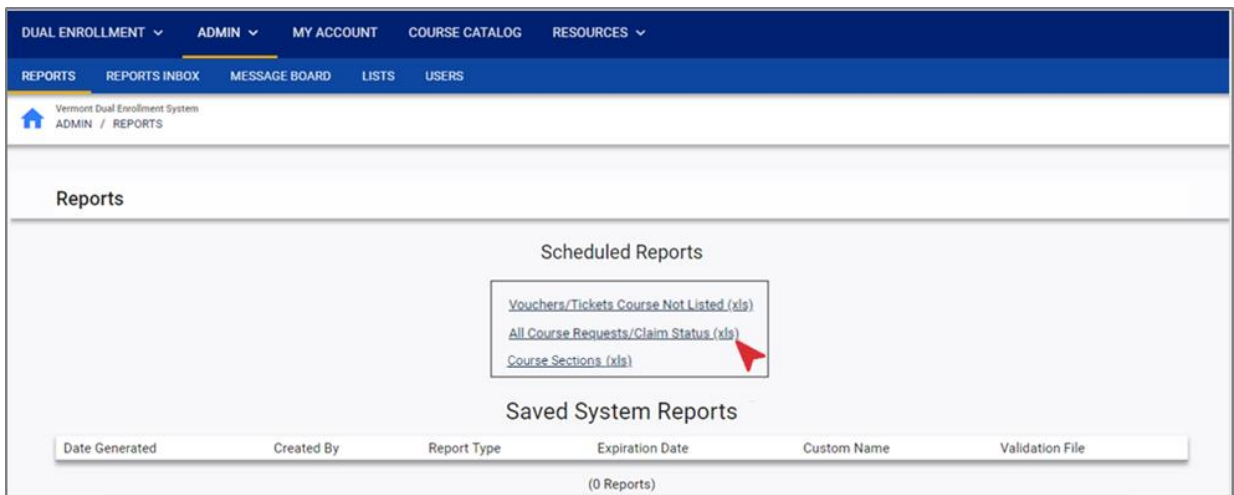 DUAL ENROLLMENT ADMIN MY ACCOUNT COURSE CATALOG RESOURCES
REPORTS REPORTS INBOX MESSAGE BOARD LISTS USERS
Vermont Dual Enrollment System
ADMIN / REPORTS
Reports
Scheduled Reports
Vouchers/Tickets Course Not Listed (xls)
All Course Requests/Claim Status (xls)
Course Sections (xls)
Saved System Reports
Date Generated Created By Report Type Expiration Date Custom Name Validation File
(0 Reports)